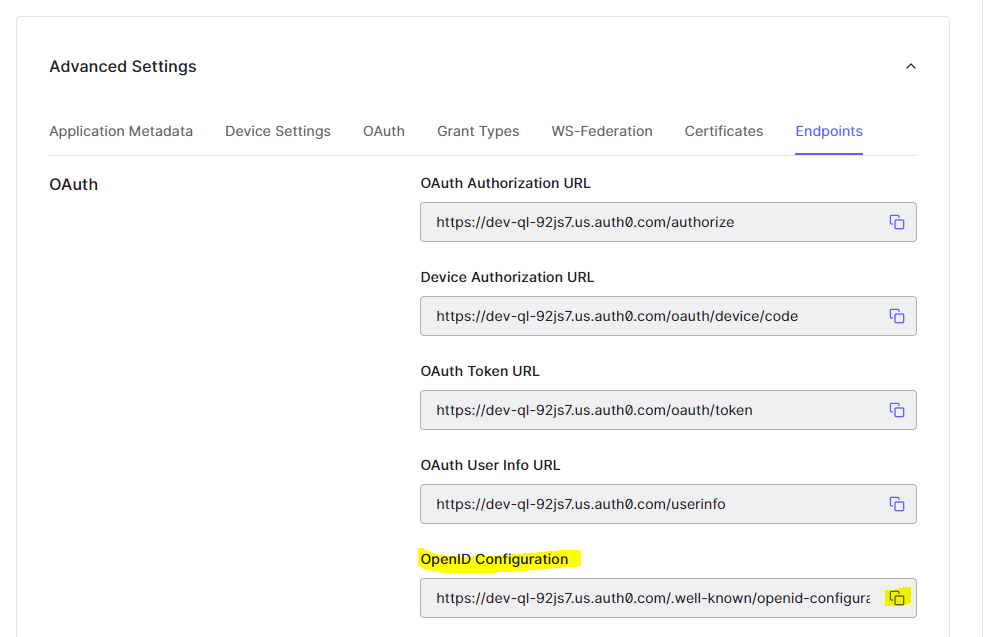 Advanced Settings
Application Metadata Device Settings OAuth Grant Types WS-Federation Certificates Endpoints
OAuth
OAuth Authorization URL
https://dev-ql-92js7.us.auth0.com/authorize
Device Authorization URL
https://dev-ql-92js7.us.auth0.com/oauth/device/code
OAuth Token URL
https://dev-ql-92js7.us.auth0.com/oauth/token
OAuth User Info URL
https://dev-ql-92js7.us.auth0.com/userinfo
OpenID Configuration
https://dev-ql-92js7.us.auth0.com/.well-known/openid-configura